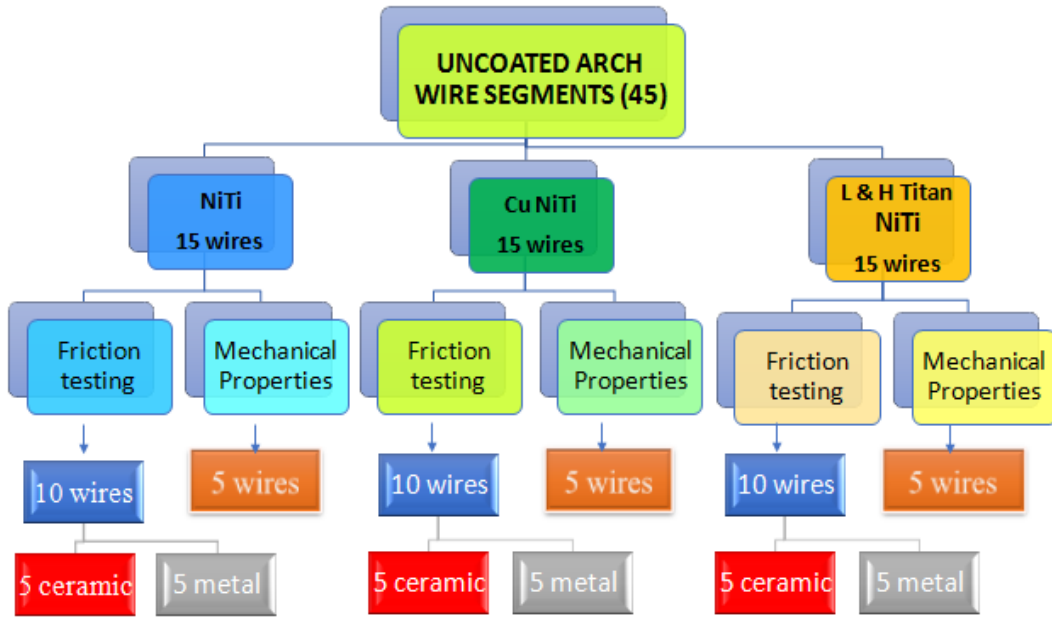 UNCOATED ARCH
WIRE SEGMENTS (45)
NiTi
15 wires
Cu NiTi
15 wires
L & H Titan
NiTi
15 wires
Friction
testing
Mechanical
Properties
Friction
testing
Mechanical
Properties
Friction
testing
Mechanical
Properties
10 wires
5 wires
10 wires
5 wires
10 wires
5 wires
5 ceramic
5 metal
5 ceramic
5 metal
5 ceramic
5 metal